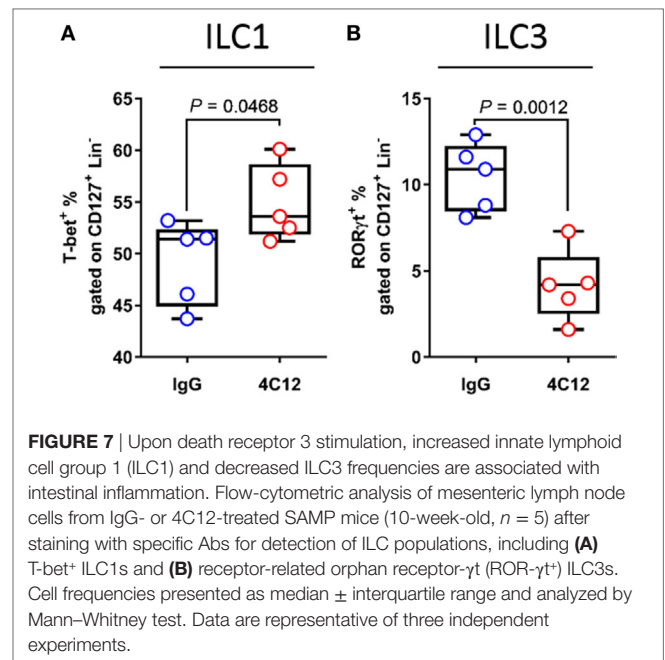 A
ILC1
B
ILC3
65
60
55
50
45
40
T-bet⁺ %
gated on CD127⁺ Lin⁻
P = 0.0468
IgG
4C12
15
10
5
0
RORγt⁺ %
gated on CD127⁺ Lin⁻
P = 0.0012
IgG
4C12
FIGURE 7 | Upon death receptor 3 stimulation, increased innate lymphoid
cell group 1 (ILC1) and decreased ILC3 frequencies are associated with
intestinal inflammation. Flow-cytometric analysis of mesenteric lymph node
cells from IgG- or 4C12-treated SAMP mice (10-week-old, n = 5) after
staining with specific Abs for detection of ILC populations, including (A)
T-bet⁺ ILC1s and (B) receptor-related orphan receptor-γt (ROR-γt⁺) ILC3s.
Cell frequencies presented as median ± interquartile range and analyzed by
Mann–Whitney test. Data are representative of three independent
experiments.